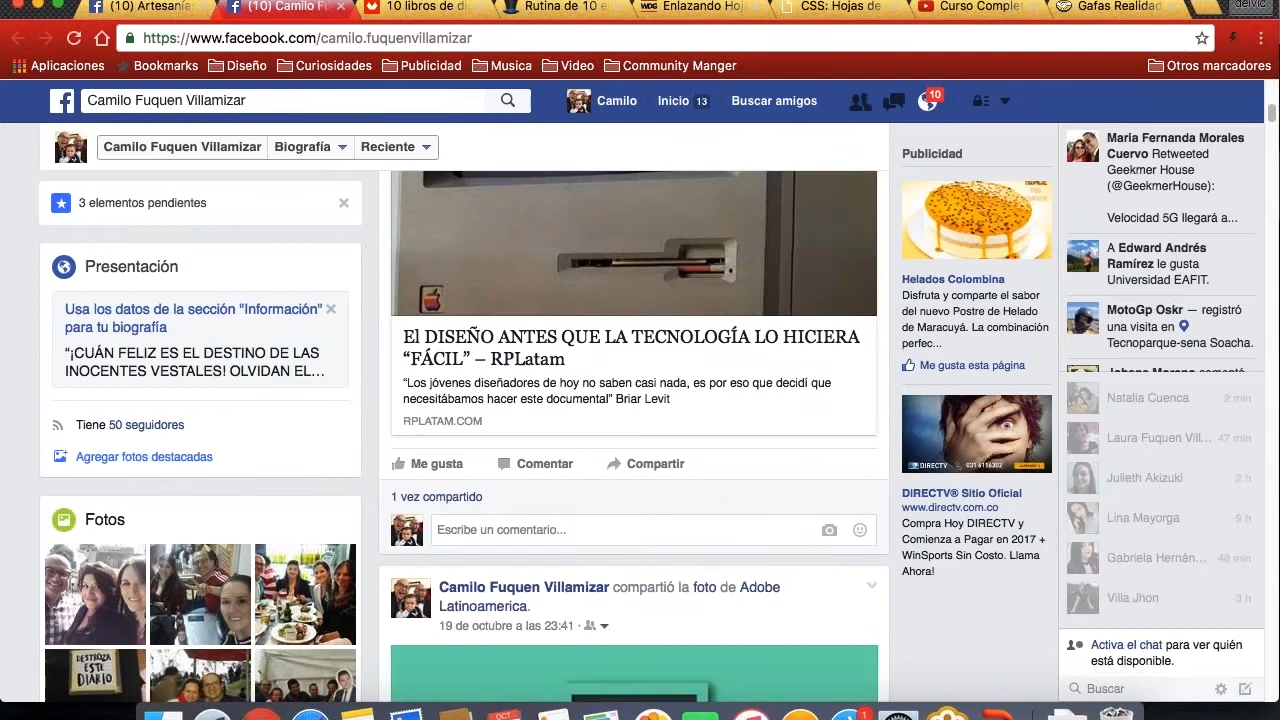 (10) Artesanía:
(10) Camilo Fu
10 libros de di
Rutina de 10 e
Enlazando Hoj
CSS: Hojas de
Curso Complet
Gafas Realidad
https://www.facebook.com/camilo.fuquenvillamizar
Aplicaciones
Bookmarks
Diseño
Curiosidades
Publicidad
Musica
Video
Community Manger
Otros marcadores
Camilo Fuquen Villamizar
Camilo
Inicio 13
Buscar amigos
10
Camilo Fuquen Villamizar
Biografía
Reciente
3 elementos pendientes
Presentación
Usa los datos de la sección "Información"
para tu biografía
“¡CUÁN FELIZ ES EL DESTINO DE LAS
INOCENTES VESTALES! OLVIDAN EL…
Tiene 50 seguidores
Agregar fotos destacadas
Fotos
DESTROZA
ESTE
DIARIO
El DISEÑO ANTES QUE LA TECNOLOGÍA LO HICIERA
“FÁCIL” – RPLatam
“Los jóvenes diseñadores de hoy no saben casi nada, es por eso que decidí que
necesitábamos hacer este documental” Briar Levit
RPLATAM.COM
Me gusta
Comentar
Compartir
1 vez compartido
Escribe un comentario...
Camilo Fuquen Villamizar compartió la foto de Adobe
Latinoamerica.
19 de octubre a las 23:41 ·
Publicidad
Helados Colombina
Disfruta y comparte el sabor
del nuevo Postre de Helado
de Maracuyá. La combinación
perfec...
Me gusta esta página
DIRECTV
031 6116302
DIRECTV® Sitio Oficial
www.directv.com.co
Compra Hoy DIRECTV y
Comienza a Pagar en 2017 +
WinSports Sin Costo. Llama
Ahora!
Maria Fernanda Morales
Cuervo Retweeted
Geekmer House
(@GeekmerHouse):
Velocidad 5G llegará a...
A Edward Andrés
Ramírez le gusta
Universidad EAFIT.
MotoGp Oskr — registró
una visita en
Tecnoparque-sena Soacha.
Natalia Cuenca 2 min
Laura Fuquen Vill... 47 min
Julieth Akizuki 2 h
Lina Mayorga 9 h
Gabriela Hernán... 48 min
Villa Jhon 3 h
Activa el chat para ver quién
está disponible.
Buscar
OCT
1